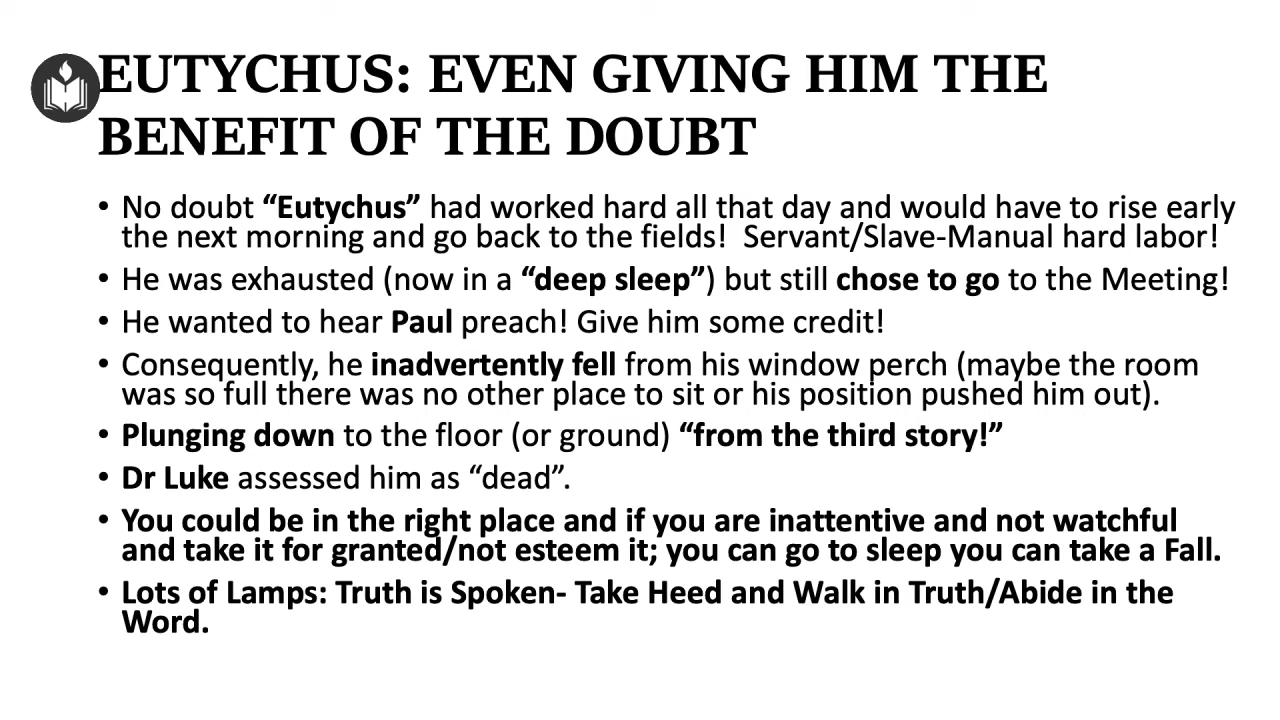 EUTYCHUS: EVEN GIVING HIM THE
BENEFIT OF THE DOUBT
• No doubt “Eutychus” had worked hard all that day and would have to rise early
the next morning and go back to the fields!  Servant/Slave-Manual hard labor!
• He was exhausted (now in a “deep sleep”) but still chose to go to the Meeting!
• He wanted to hear Paul preach! Give him some credit!
• Consequently, he inadvertently fell from his window perch (maybe the room
was so full there was no other place to sit or his position pushed him out).
• Plunging down to the floor (or ground) “from the third story!”
• Dr Luke assessed him as “dead”.
• You could be in the right place and if you are inattentive and not watchful
and take it for granted/not esteem it; you can go to sleep you can take a Fall.
• Lots of Lamps: Truth is Spoken- Take Heed and Walk in Truth/Abide in the
Word.